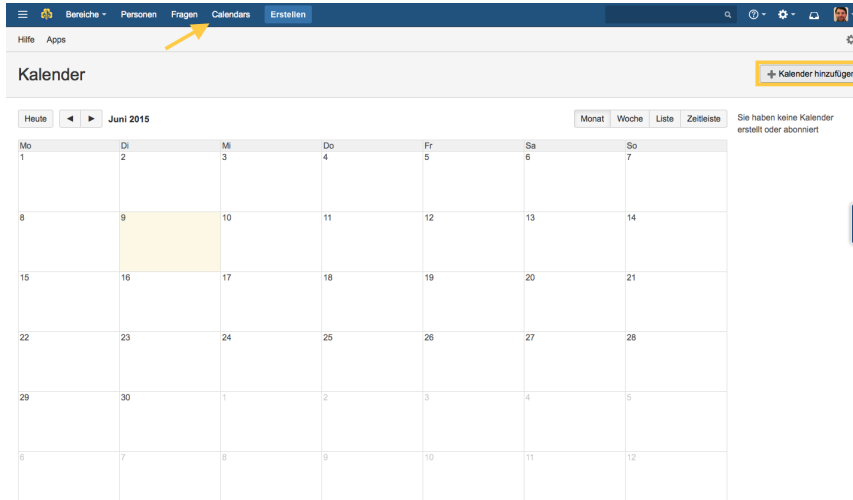 Bereiche Personen Fragen Calendars Erstellen
Hilfe Apps
Kalender
Kalender hinzufügen
Heute Juni 2015 Monat Woche Liste Zeitleiste
Sie haben keine Kalender
erstellt oder abonniert
Mo Di Mi Do Fr Sa So
1 2 3 4 5 6 7
8 9 10 11 12 13 14
15 16 17 18 19 20 21
22 23 24 25 26 27 28
29 30 1 2 3 4 5
6 7 8 9 10 11 12